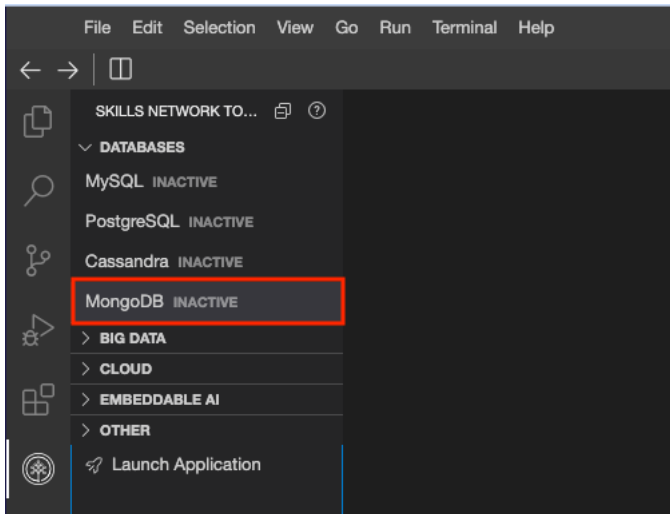 File Edit Selection View Go Run Terminal Help
SKILLS NETWORK TO...
DATABASES
MySQL INACTIVE
PostgreSQL INACTIVE
Cassandra INACTIVE
MongoDB INACTIVE
BIG DATA
CLOUD
EMBEDDABLE AI
OTHER
Launch Application